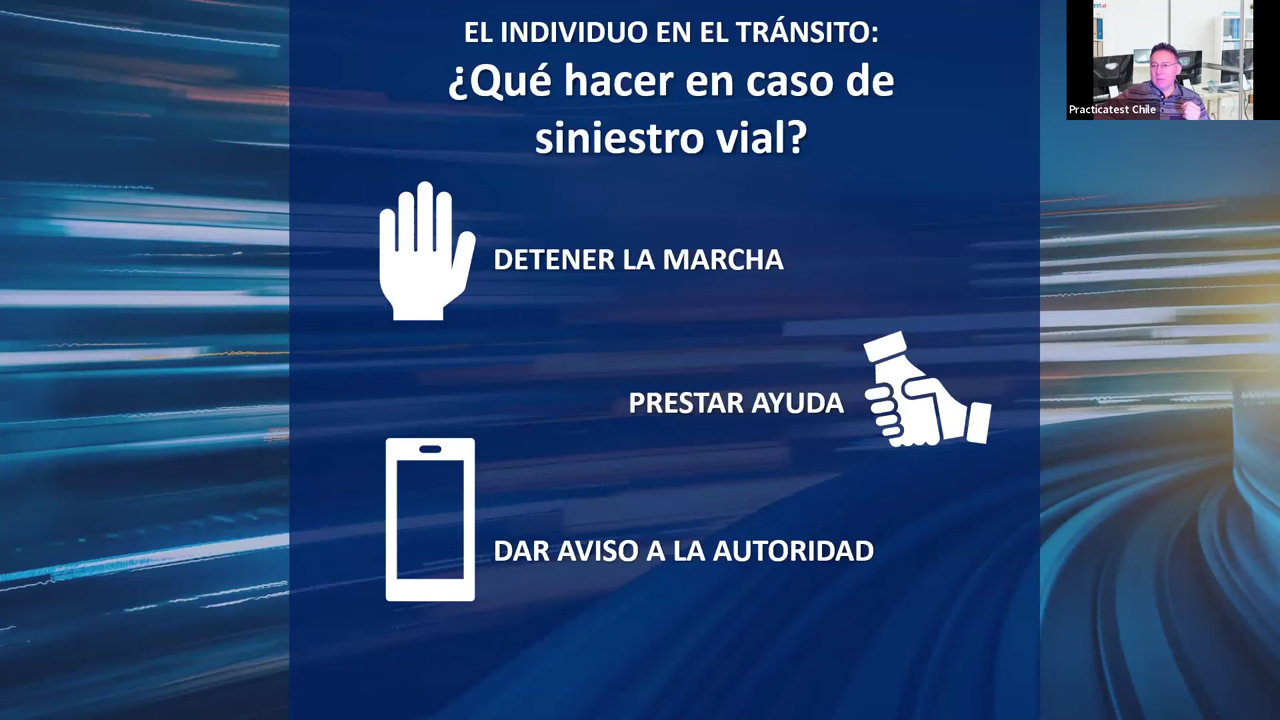 EL INDIVIDUO EN EL TRÁNSITO:
¿Qué hacer en caso de
siniestro vial?
DETENER LA MARCHA
PRESTAR AYUDA
DAR AVISO A LA AUTORIDAD
Practicatest Chile